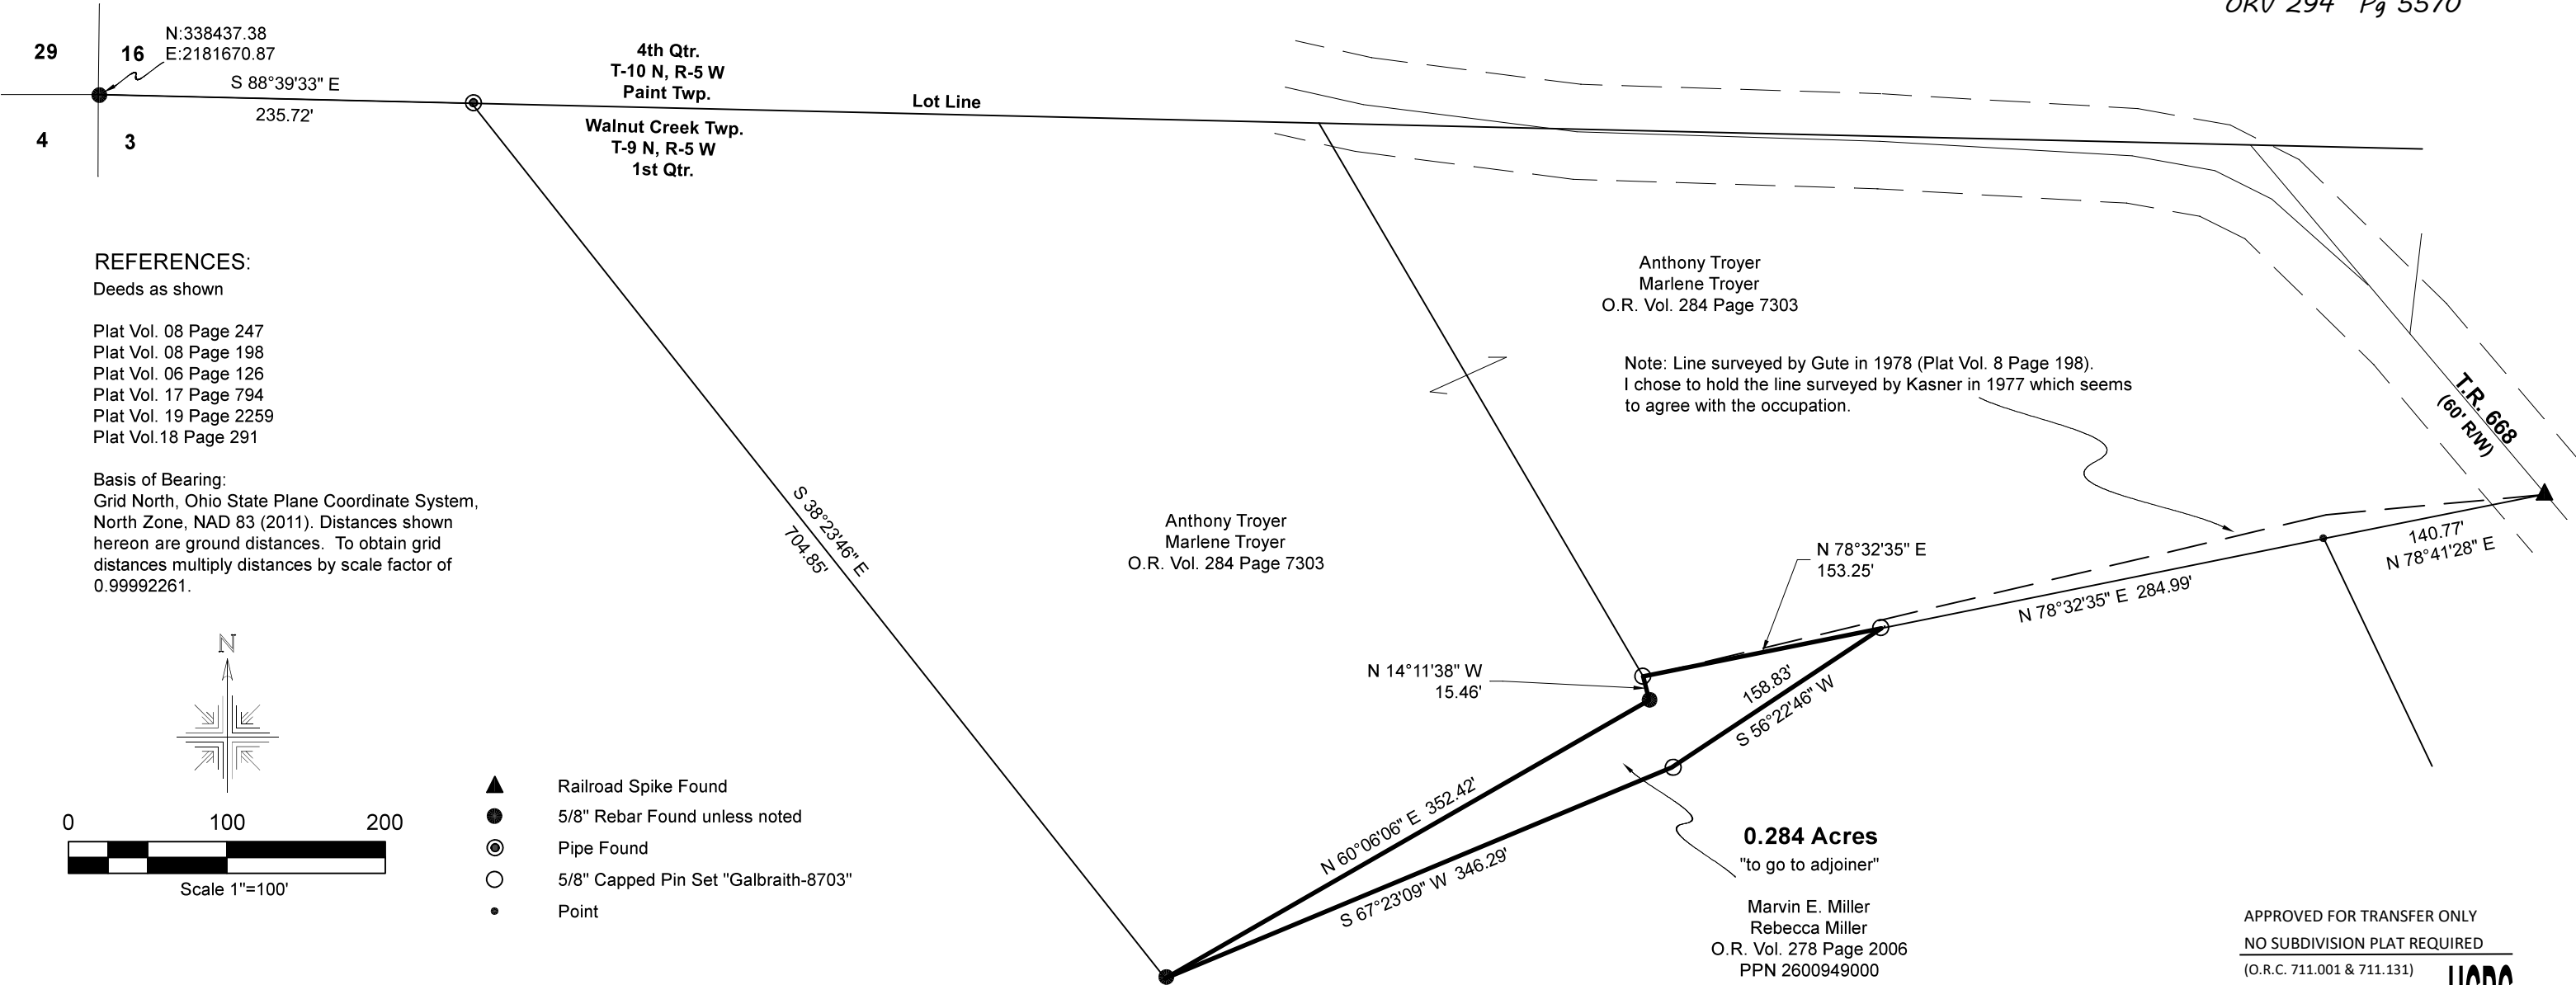 ORV 294 Pg 5570
N:338437.38
E:2181670.87
29
16
4
3
S 88°39'33" E
235.72'
4th Qtr.
T-10 N, R-5 W
Paint Twp.
Lot Line
Walnut Creek Twp.
T-9 N, R-5 W
1st Qtr.
REFERENCES:
Deeds as shown
Plat Vol. 08 Page 247
Plat Vol. 08 Page 198
Plat Vol. 06 Page 126
Plat Vol. 17 Page 794
Plat Vol. 19 Page 2259
Plat Vol.18 Page 291
Basis of Bearing:
Grid North, Ohio State Plane Coordinate System,
North Zone, NAD 83 (2011). Distances shown
hereon are ground distances. To obtain grid
distances multiply distances by scale factor of
0.99992261.
N
0 100 200
Scale 1"=100'
Railroad Spike Found
5/8" Rebar Found unless noted
Pipe Found
5/8" Capped Pin Set "Galbraith-8703"
Point
S 38°23'46" E
704.85'
Anthony Troyer
Marlene Troyer
O.R. Vol. 284 Page 7303
Anthony Troyer
Marlene Troyer
O.R. Vol. 284 Page 7303
Note: Line surveyed by Gute in 1978 (Plat Vol. 8 Page 198).
I chose to hold the line surveyed by Kasner in 1977 which seems
to agree with the occupation.
T.R. 668
(60' R/W)
140.77'
N 78°41'28" E
N 78°32'35" E 284.99'
N 78°32'35" E
153.25'
N 14°11'38" W
15.46'
158.83'
S 56°22'46" W
N 60°06'06" E 352.42'
S 67°23'09" W 346.29'
0.284 Acres
"to go to adjoiner"
Marvin E. Miller
Rebecca Miller
O.R. Vol. 278 Page 2006
PPN 2600949000
APPROVED FOR TRANSFER ONLY
NO SUBDIVISION PLAT REQUIRED
(O.R.C. 711.001 & 711.131)